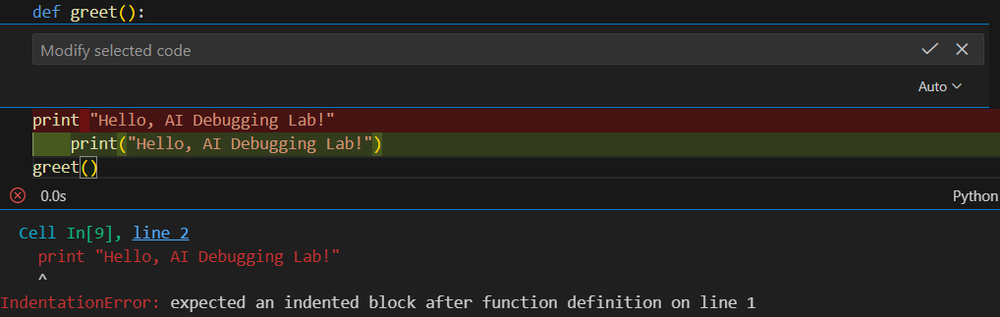 def greet():
Modify selected code
Auto
print "Hello, AI Debugging Lab!"
    print("Hello, AI Debugging Lab!")
greet()
0.0s Python
Cell In[9], line 2
    print "Hello, AI Debugging Lab!"
    ^
IndentationError: expected an indented block after function definition on line 1